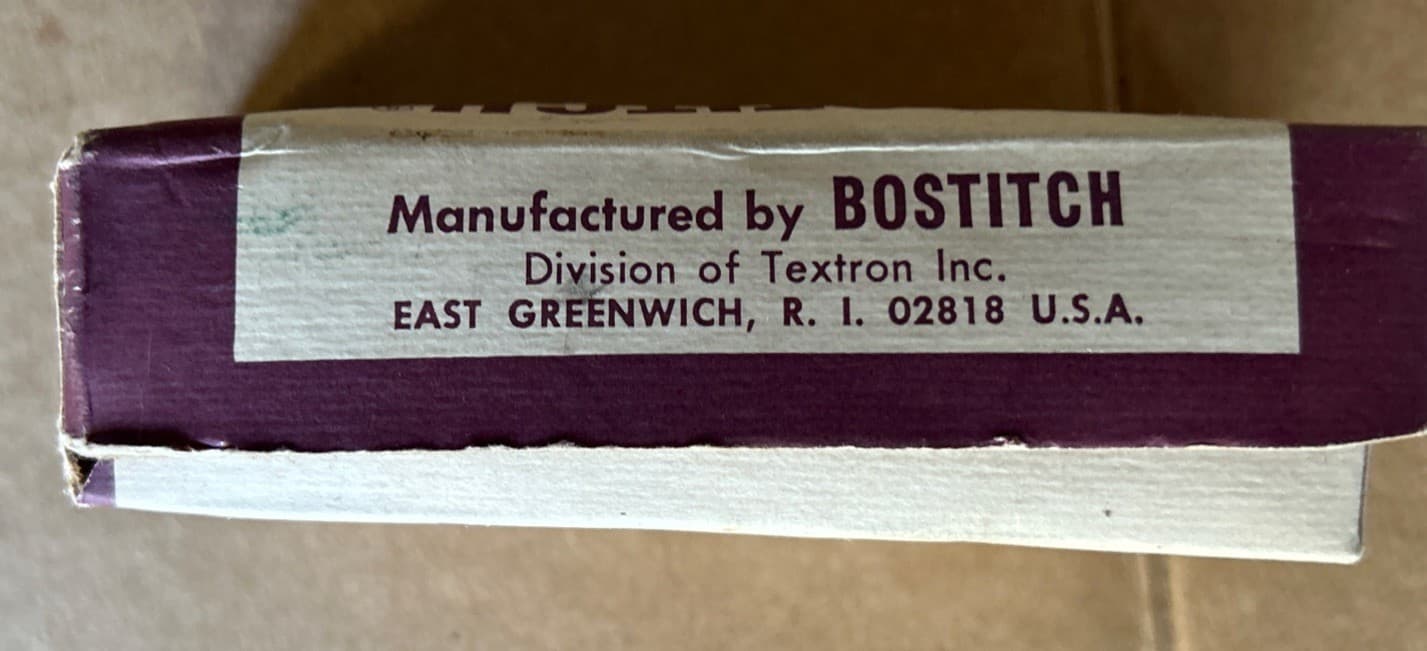 Manufactured by BOSTITCH
Division of Textron Inc.
EAST GREENWICH, R. I. 02818 U.S.A.